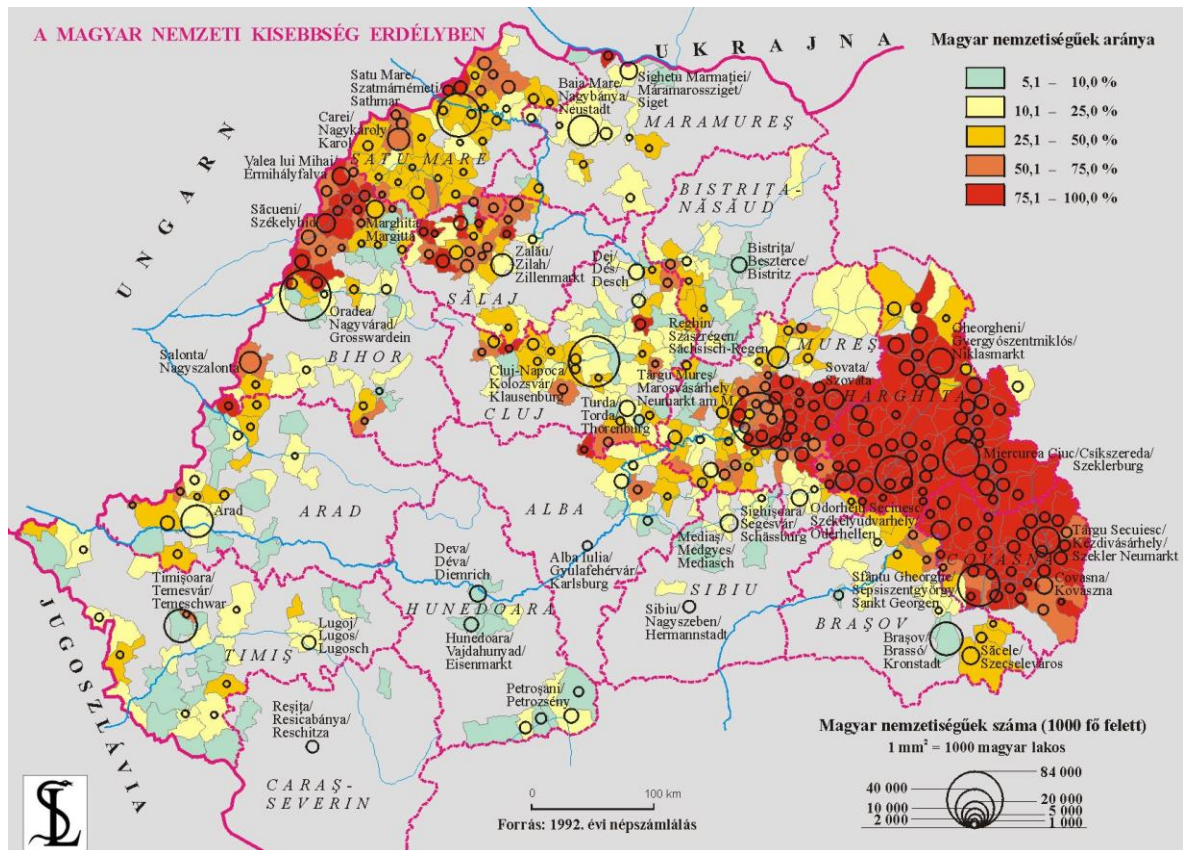 A MAGYAR NEMZETI KISEBBSÉG ERDÉLYBEN
UKRAJNA
UNGARN
JUGOSZLÁVIA
Magyar nemzetiségűek aránya
5,1 – 10,0 %
10,1 – 25,0 %
25,1 – 50,0 %
50,1 – 75,0 %
75,1 – 100,0 %
Satu Mare/
Szatmárnémeti/
Sathmar
Baia Mare/
Nagybánya/
Neustadt
Sighetu Marmației/
Máramarossziget/
Siget
MARAMUREȘ
Carei/
Nagykároly/
Karol
SATU MARE
Valea lui Mihai/
Érmihályfalva
BISTRIȚA-
NĂSĂUD
Săcueni/
Székelyhíd
Marghita/
Margitta
Zalău/
Zilah/
Zillenmarkt
Dej/
Dés/
Desch
Bistrița/
Beszterce/
Bistritz
SĂLAJ
Oradea/
Nagyvárad/
Grosswardein
BIHOR
Salonta/
Nagyszalonta
Cluj-Napoca/
Kolozsvár/
Klausenburg
CLUJ
Reghin/
Szászrégen/
Sächsisch-Regen
MUREȘ
Gheorgheni/
Gyergyószentmiklós/
Niklasmarkt
Târgu Mureș/
Marosvásárhely/
Neumarkt am M.
Sovata/
Szováta
HARGHITA
Turda/
Torda/
Thorenburg
Miercurea Ciuc/Csíkszereda/
Szeklerburg
Arad
ARAD
ALBA
Sighișoara/
Segesvár/
Schässburg
Odorheiu Seciuesc/
Székelyudvarhely/
Oderhellen
Târgu Secuiesc/
Kézdivásárhely/
Szekler Neumarkt
Mediaș/
Medgyes/
Mediasch
Deva/
Déva/
Diemrich
Alba Iulia/
Gyulafehérvár/
Karlsburg
Timișoara/
Temesvár/
Temeschwar
COVASNA
Sfântu Gheorghe/
Sepsiszentgyörgy/
Sankt Georgen
Covasna/
Kovászna
HUNEDOARA
SIBIU
Sibiu/
Nagyszeben/
Hermannstadt
BRAȘOV
Lugoj/
Lugos/
Lugosch
TIMIȘ
Hunedoara/
Vajdahunyad/
Eisenmarkt
Brașov/
Brassó/
Kronstadt
Săcele/
Szecseleváros
Petroșani/
Petrozsény
Reșița/
Resicabánya/
Reschitza
CARAȘ-
SEVERIN
0 100 km
Forrás: 1992. évi népszámlálás
Magyar nemzetiségűek száma (1000 fő felett)
1 mm² = 1000 magyar lakos
84 000
40 000
20 000
10 000
5 000
2 000
1 000
SL